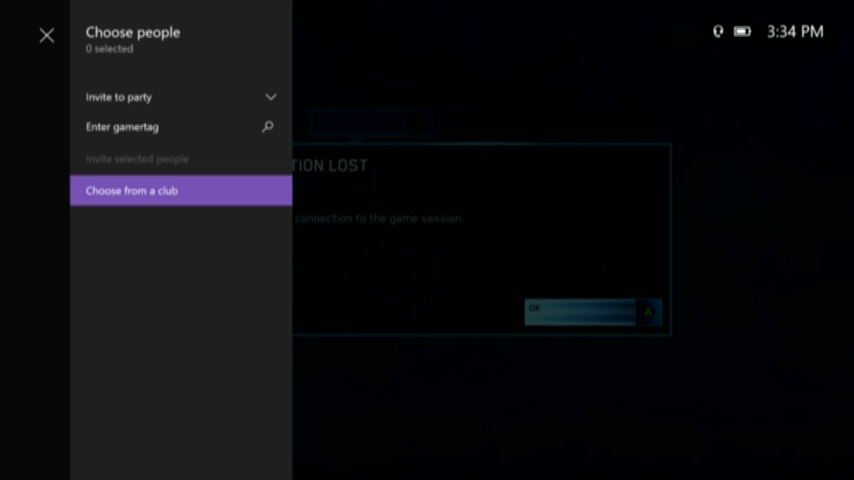 Choose people
0 selected
3:34 PM
Invite to party
Enter gamertag
Invite selected people
Choose from a club
TION LOST
connection to the game session.
OK
A